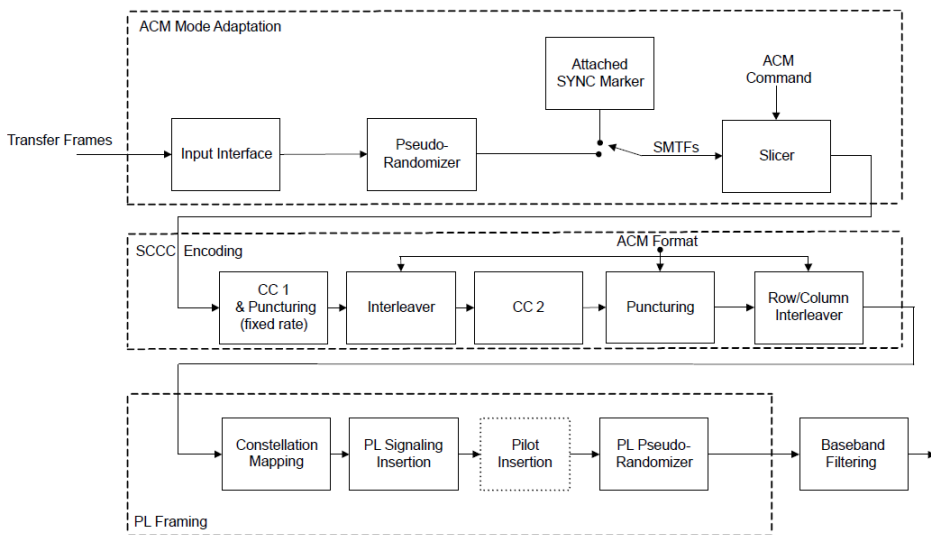 ACM Mode Adaptation
Attached
SYNC Marker
ACM
Command
Transfer Frames
Input Interface
Pseudo-
Randomizer
SMTFs
Slicer
SCCC Encoding
ACM Format
CC 1
& Puncturing
(fixed rate)
Interleaver
CC 2
Puncturing
Row/Column
Interleaver
Constellation
Mapping
PL Signaling
Insertion
Pilot
Insertion
PL Pseudo-
Randomizer
Baseband
Filtering
PL Framing